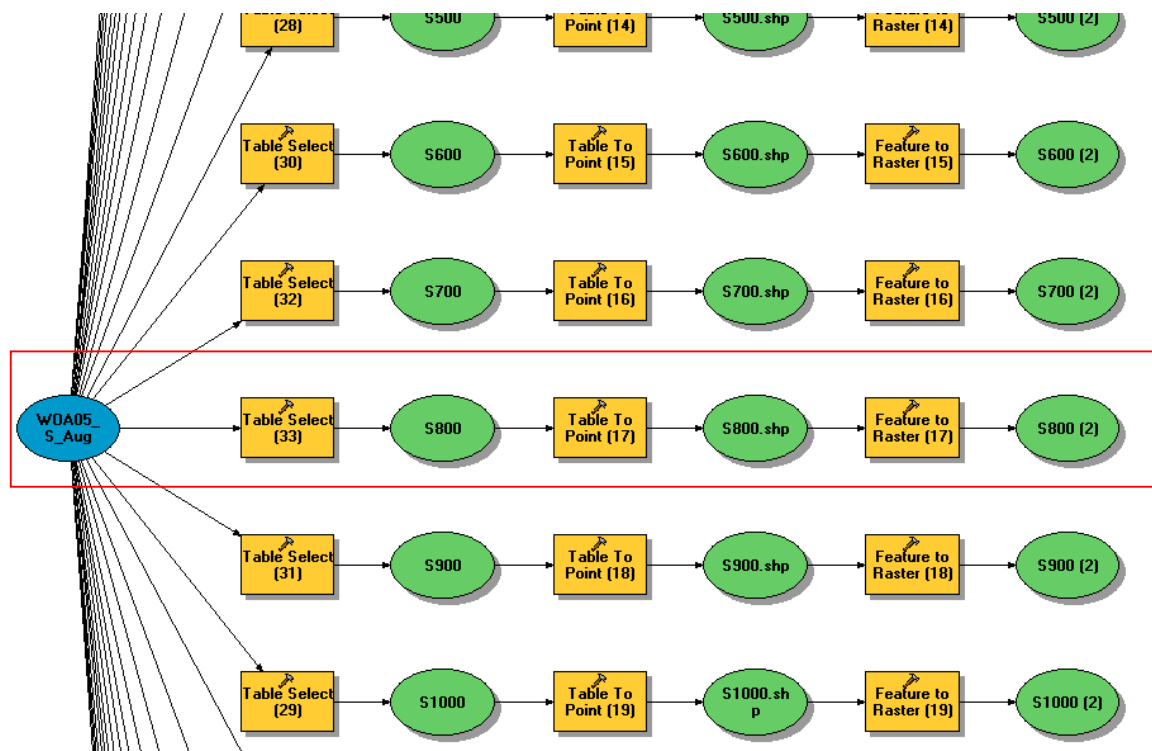 (28)
S500
Point (14)
S500.shp
Raster (14)
S500 (2)
Table Select
(30)
S600
Table To
Point (15)
S600.shp
Feature to
Raster (15)
S600 (2)
Table Select
(32)
S700
Table To
Point (16)
S700.shp
Feature to
Raster (16)
S700 (2)
WOA05_
S_Aug
Table Select
(33)
S800
Table To
Point (17)
S800.shp
Feature to
Raster (17)
S800 (2)
Table Select
(31)
S900
Table To
Point (18)
S900.shp
Feature to
Raster (18)
S900 (2)
Table Select
(29)
S1000
Table To
Point (19)
S1000.sh
p
Feature to
Raster (19)
S1000 (2)